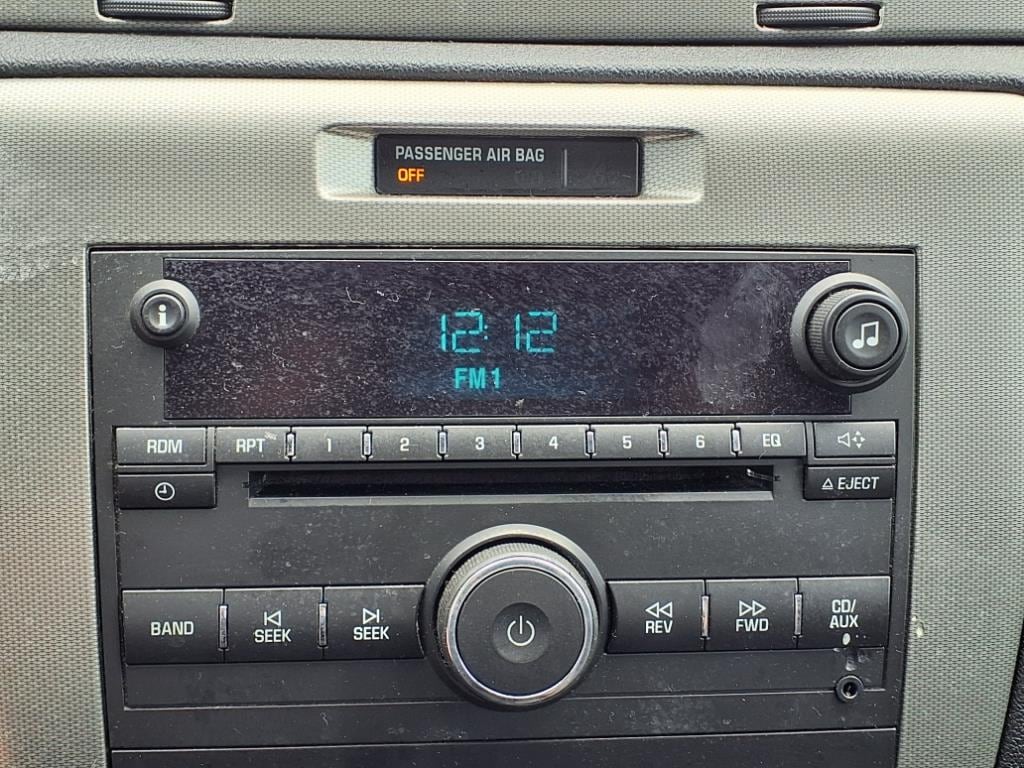 PASSENGER AIR BAG
OFF
i
12:12
FM1
RDM RPT 1 2 3 4 5 6 EQ
EJECT
BAND SEEK SEEK REV FWD CD/
AUX